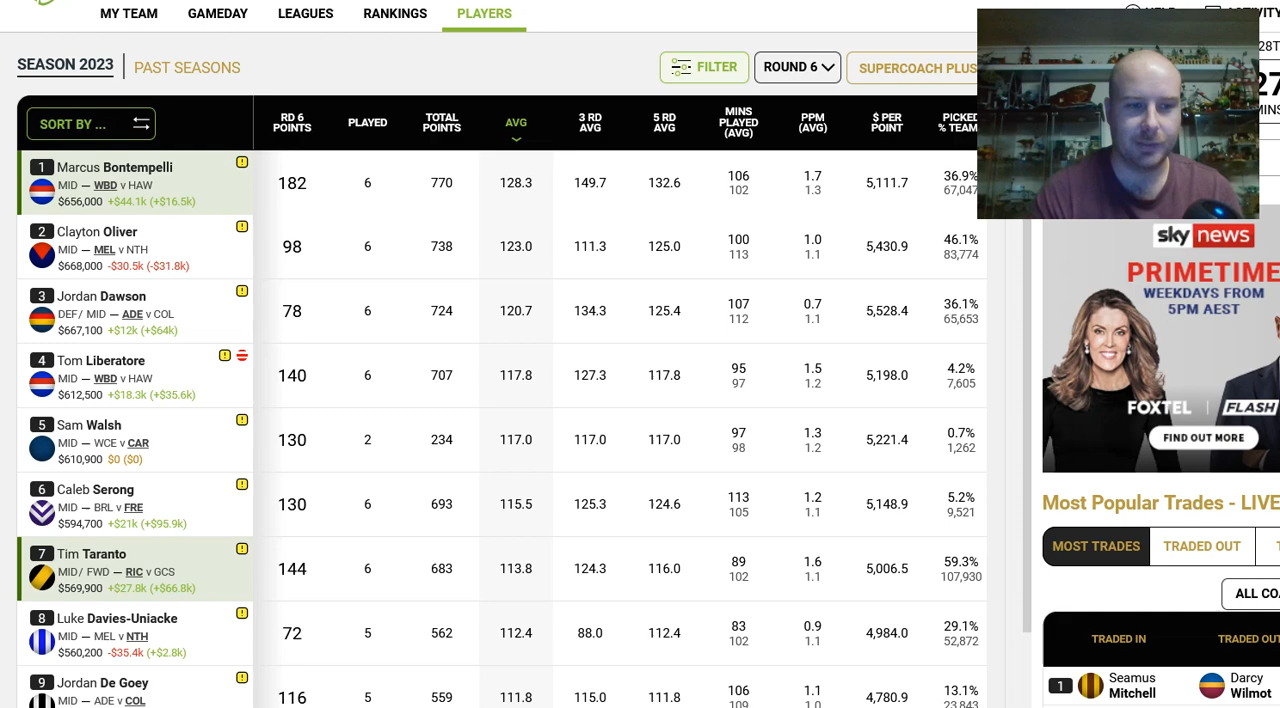 MY TEAM GAMEDAY LEAGUES RANKINGS PLAYERS
SEASON 2023 PAST SEASONS FILTER ROUND 6 SUPERCOACH PLUS
SORT BY ... RD 6 POINTS PLAYED TOTAL POINTS AVG 3 RD AVG 5 RD AVG MINS PLAYED (AVG) PPM (AVG) $ PER POINT PICKED % TEAM
1 Marcus Bontempelli
MID — WBD v HAW
$656,000 +$44.1k (+$16.5k)
182 6 770 128.3 149.7 132.6 106 1.7 5,111.7 36.9%
102 1.3 67,047
2 Clayton Oliver
MID — MEL v NTH
$668,000 -$30.5k (-$31.8k)
98 6 738 123.0 111.3 125.0 100 1.0 5,430.9 46.1%
113 1.1 83,774
3 Jordan Dawson
DEF/ MID — ADE v COL
$667,100 +$12k (+$64k)
78 6 724 120.7 134.3 125.4 107 0.7 5,528.4 36.1%
112 1.1 65,653
4 Tom Liberatore
MID — WBD v HAW
$612,500 +$18.3k (+$35.6k)
140 6 707 117.8 127.3 117.8 95 1.5 5,198.0 4.2%
97 1.2 7,605
5 Sam Walsh
MID — WCE v CAR
$610,900 $0 ($0)
130 2 234 117.0 117.0 117.0 97 1.3 5,221.4 0.7%
98 1.2 1,262
6 Caleb Serong
MID — BRL v FRE
$594,700 +$21k (+$95.9k)
130 6 693 115.5 125.3 124.6 113 1.2 5,148.9 5.2%
105 1.1 9,521
7 Tim Taranto
MID/ FWD — RIC v GCS
$569,900 +$27.8k (+$66.8k)
144 6 683 113.8 124.3 116.0 89 1.6 5,006.5 59.3%
102 1.1 107,930
8 Luke Davies-Uniacke
MID — MEL v NTH
$560,200 -$35.4k (+$2.8k)
72 5 562 112.4 88.0 112.4 83 0.9 4,984.0 29.1%
102 1.1 52,872
9 Jordan De Goey
MID — ADE v COL
116 5 559 111.8 115.0 111.8 106 1.1 4,780.9 13.1%
109 1.0 23,843
28T
27
MINS
sky news
PRIMETIME
WEEKDAYS FROM
5PM AEST
FOXTEL | FLASH
FIND OUT MORE
Most Popular Trades - LIVE
MOST TRADES TRADED OUT
ALL CO
TRADED IN TRADED OUT
1 Seamus Mitchell Darcy Wilmot